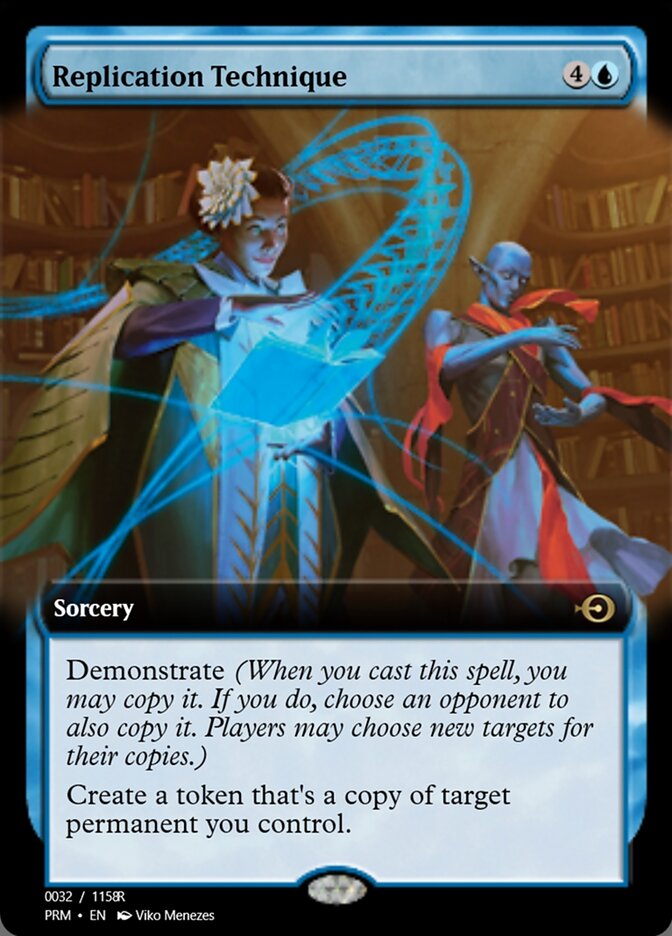 Replication Technique 4
Sorcery
Demonstrate (When you cast this spell, you
may copy it. If you do, choose an opponent to
also copy it. Players may choose new targets for
their copies.)
Create a token that's a copy of target
permanent you control.
0032 / 1158R
PRM • EN Viko Menezes